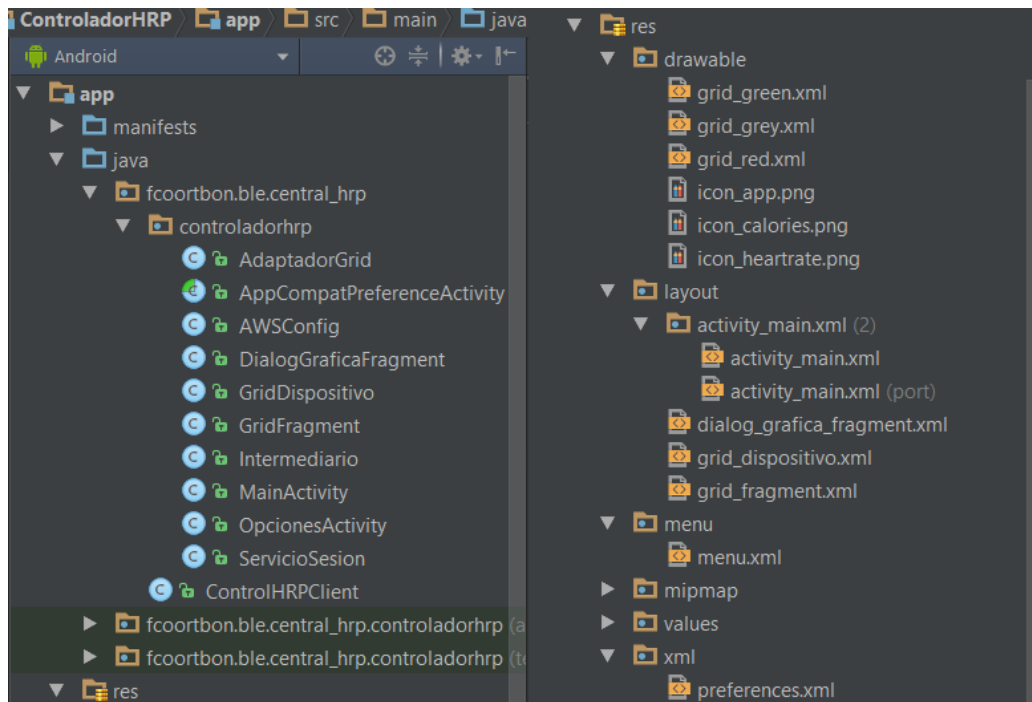 ControladorHRP app src main java
Android
app
manifests
java
fcoortbon.ble.central_hrp
controladorhrp
AdaptadorGrid
AppCompatPreferenceActivity
AWSConfig
DialogGraficaFragment
GridDispositivo
GridFragment
Intermediario
MainActivity
OpcionesActivity
ServicioSesion
ControlHRPClient
fcoortbon.ble.central_hrp.controladorhrp (a
fcoortbon.ble.central_hrp.controladorhrp (te
res
res
drawable
grid_green.xml
grid_grey.xml
grid_red.xml
icon_app.png
icon_calories.png
icon_heartrate.png
layout
activity_main.xml (2)
activity_main.xml
activity_main.xml (port)
dialog_grafica_fragment.xml
grid_dispositivo.xml
grid_fragment.xml
menu
menu.xml
mipmap
values
xml
preferences.xml